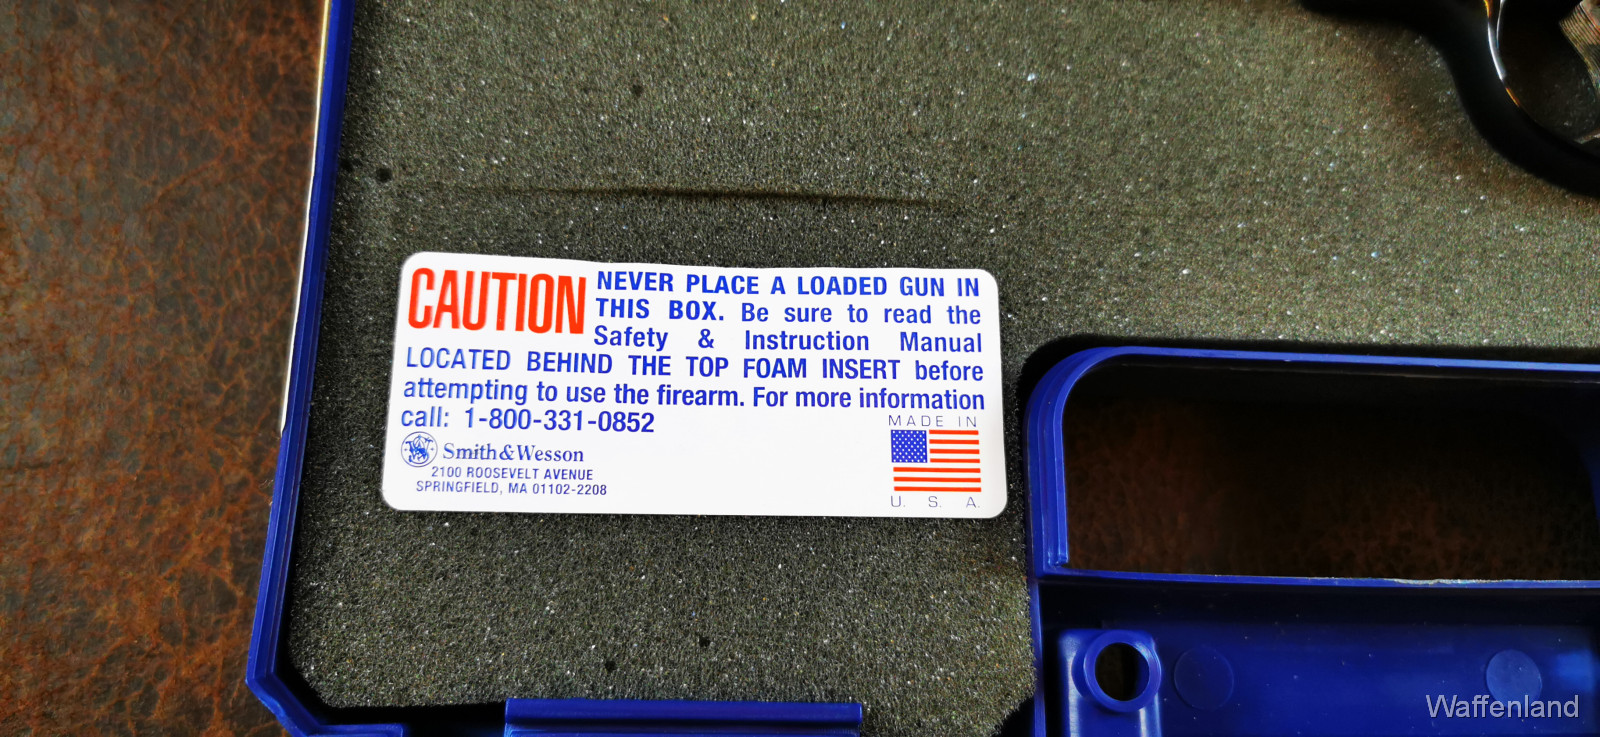 CAUTION NEVER PLACE A LOADED GUN IN
THIS BOX. Be sure to read the
Safety & Instruction Manual
LOCATED BEHIND THE TOP FOAM INSERT before
attempting to use the firearm. For more information
call: 1-800-331-0852
MADE IN
Smith & Wesson
2100 ROOSEVELT AVENUE
SPRINGFIELD, MA 01102-2208
U. S. A.
Waffenland